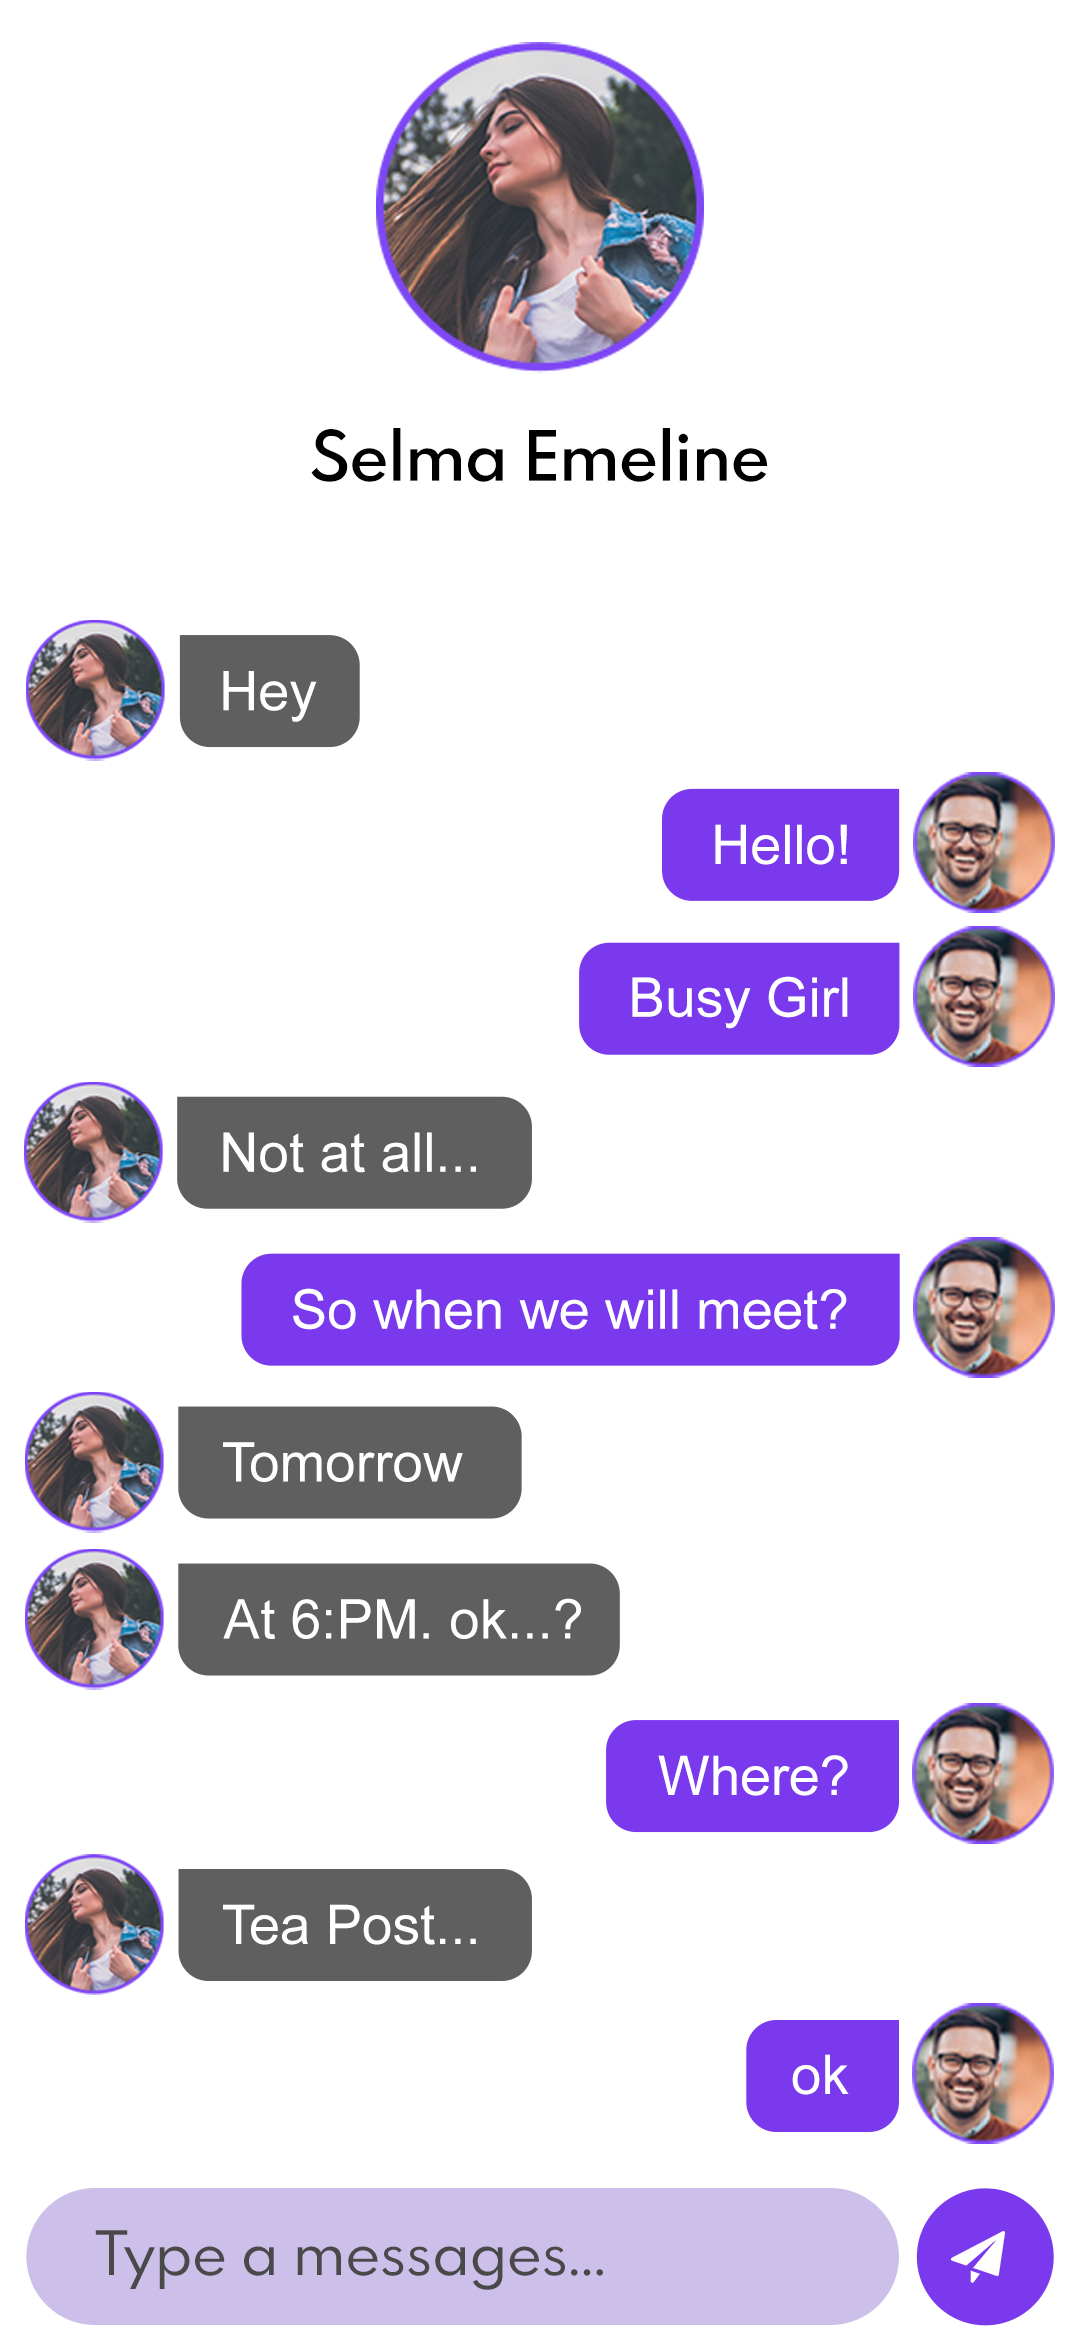 Selma Emeline
Hey
Hello!
Busy Girl
Not at all...
So when we will meet?
Tomorrow
At 6:PM. ok...?
Where?
Tea Post...
ok
Type a messages...